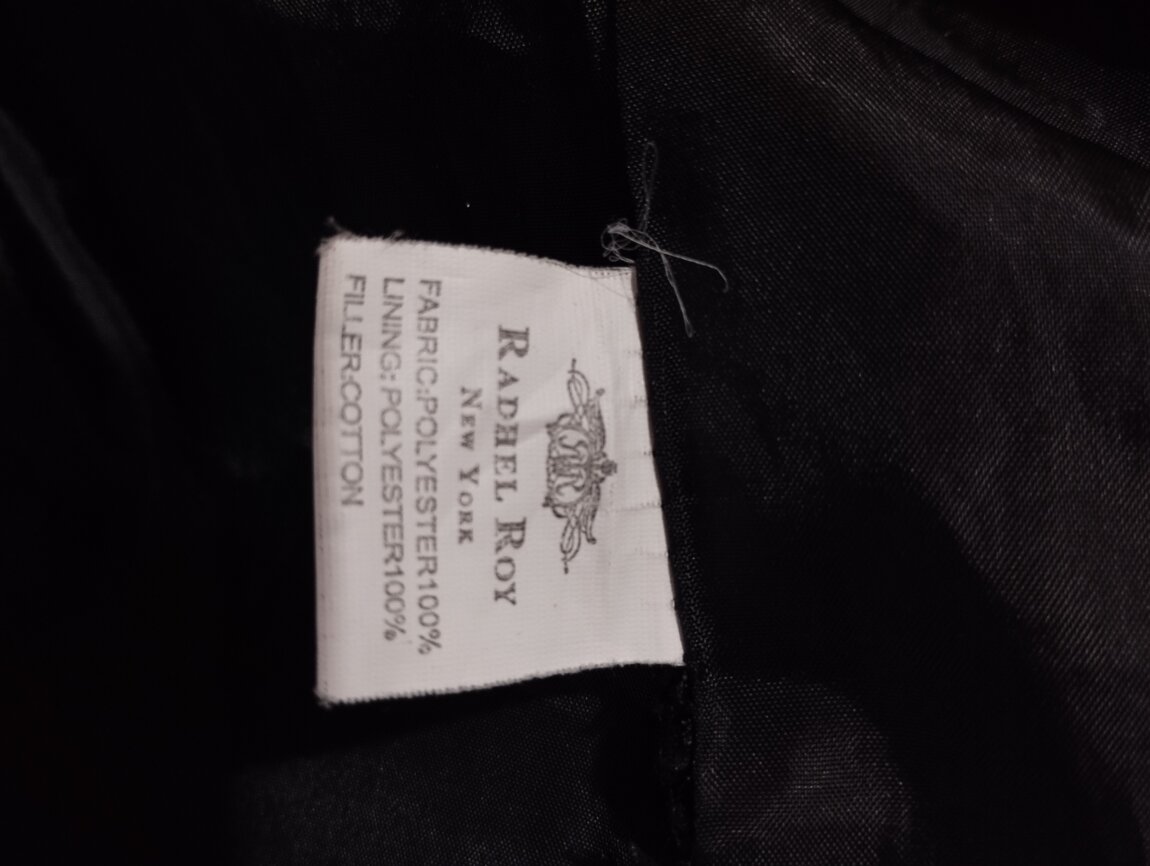 RADHEL ROY
NEW YORK
FABRIC:POLYESTER100%
LINING:POLYESTER100%
FILLER:COTTON